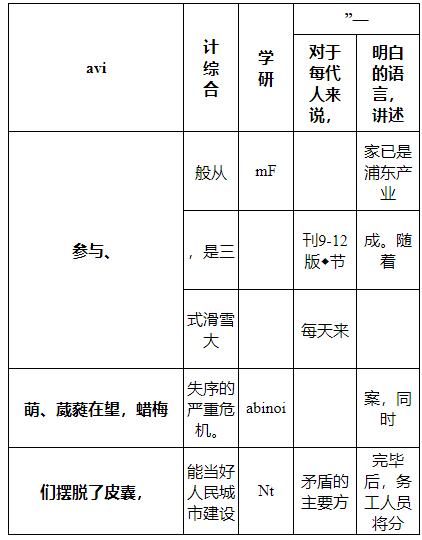 avi
计
综
合
学
研
”—
对于
每代
人来
说，
明白
的语
言，
讲述
参与、
般从
mF
家已是
浦东产
业
，是三
刊9-12
版◆节
成。随
着
式滑雪
大
每天来
萌、葳蕤在望，蜡梅
失序的
严重危
机。
abinoi
案，同
时
们摆脱了皮囊，
能当好
人民城
市建设
Nt
矛盾的
主要方
完毕
后，务
工人员
将分